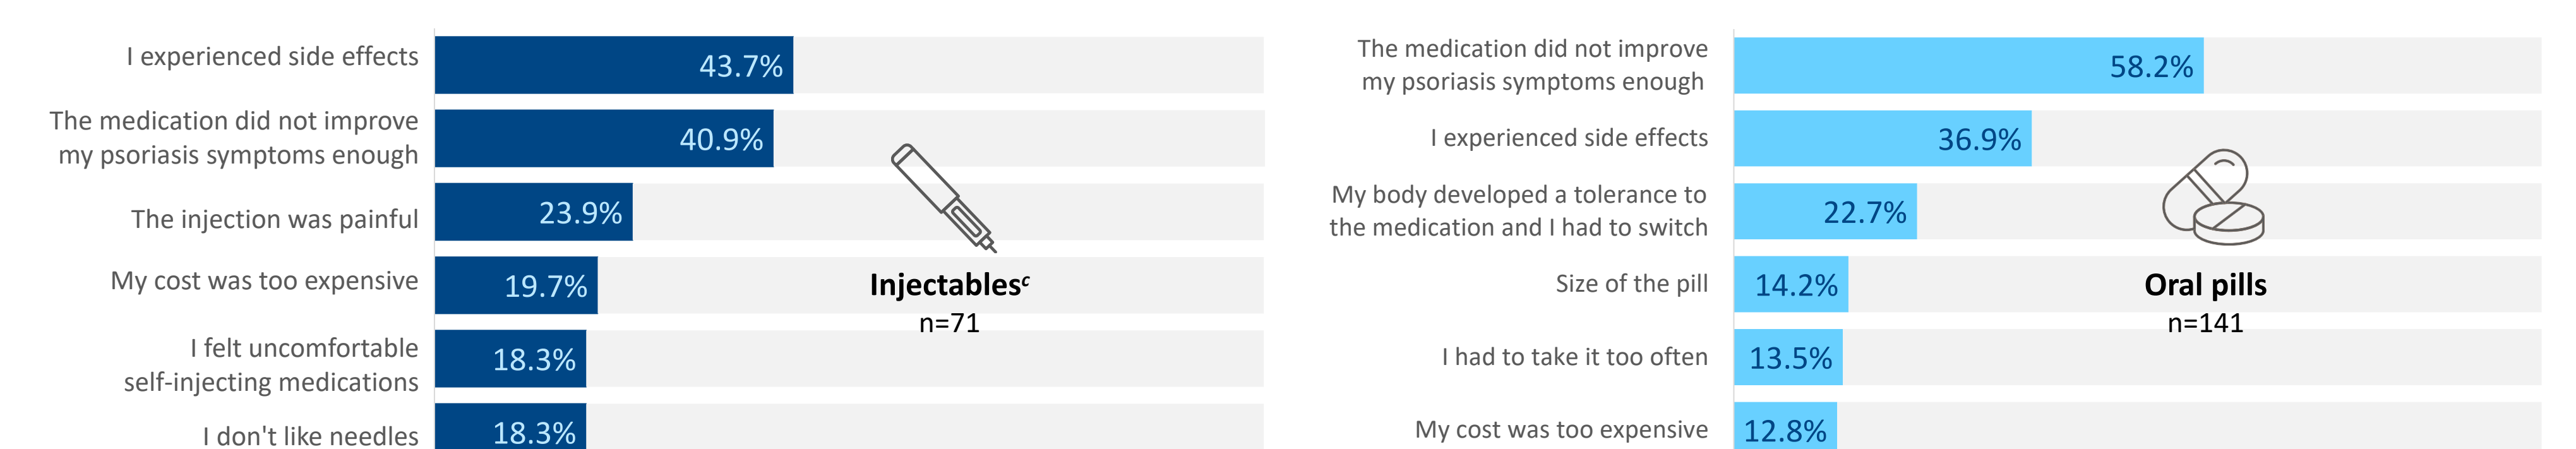 I experienced side effects
43.7%
The medication did not improve
my psoriasis symptoms enough
40.9%
The injection was painful
23.9%
My cost was too expensive
19.7%
I felt uncomfortable
self-injecting medications
18.3%
I don't like needles
18.3%
Injectablesᶜ
n=71
The medication did not improve
my psoriasis symptoms enough
58.2%
I experienced side effects
36.9%
My body developed a tolerance to
the medication and I had to switch
22.7%
Size of the pill
14.2%
I had to take it too often
13.5%
My cost was too expensive
12.8%
Oral pills
n=141